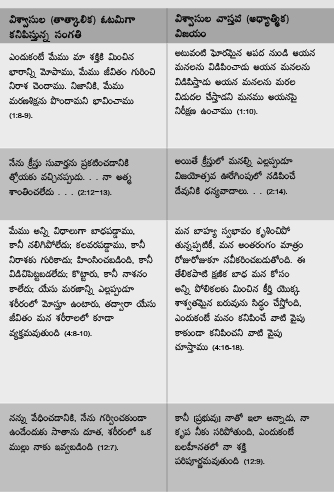 విశ్వాసుల (తాత్కాలిక) ఓటమిగా
కనిపిస్తున్న సంగతి
విశ్వాసుల వాస్తవ (అధ్యాత్మిక)
విజయం
ఎందుకంటే మేము మా శక్తికి మించిన
భారాన్ని మోపాము, మేము జీవితం గురించి
నిరాశ చెందాము. నిజానికి, మేము
మరణశిక్షను పొందామని భావించాము
(1:8-9).
అటువంటి ఘోరమైన ఆపద నుండి ఆయన
మనలను విడిపించాడు ఆయన మనలను
విడిపిస్తాడు ఆయన మనలను మరల
విడుదల చేస్తాడని మనము ఆయనపై
నిరీక్షణ ఉంచాము (1:10).
నేను క్రీస్తు సువార్తను ప్రకటించడానికి
త్రోయకు వచ్చినప్పుడు. . . నా ఆత్మ
శాంతించలేదు . . . (2:12–13).
అయితే క్రీస్తులో మనల్ని ఎల్లప్పుడూ
విజయోత్సవ ఊరేగింపులో నడిపించే
దేవునికి ధన్యవాదాలు. . . (2:14).
మేము అన్ని విధాలుగా బాధపడ్డాము,
కానీ నలిగిపోలేదు; కలవరపడ్డాము, కానీ
నిరాశకు గురికాదు; హింసించబడింది, కానీ
విడిచిపెట్టబడలేదు; కొట్టారు, కానీ నాశనం
కాలేదు; యేసు మరణాన్ని ఎల్లప్పుడూ
శరీరంలో మోస్తూ ఉంటారు, తద్వారా యేసు
జీవితం మన శరీరాలలో కూడా
వ్యక్తమవుతుంది (4:8-10).
మన బాహ్య స్వభావం కృశించిపో
తున్నప్పటికీ, మన అంతరంగం మాత్రం
రోజురోజుకూ నవీకరించబడుతోంది. ఈ
తేలికపాటి క్షణిక బాధ మన కోసం
అన్ని పోలికలకు మించిన కీర్తి యొక్క
శాశ్వతమైన బరువును సిద్ధం చేస్తోంది,
ఎందుకంటే మనం కనిపించే వాటి వైపు
కాకుండా కనిపించని వాటి వైపు
చూస్తాము (4:16-18).
నన్ను వేధించడానికి, నేను గర్వించకుండా
ఉండేందుకు సాతాను దూత, శరీరంలో ఒక
ముల్లు నాకు ఇవ్వబడింది (12:7).
కానీ [ప్రభువు] నాతో ఇలా అన్నాడు, నా
కృప నీకు సరిపోతుంది, ఎందుకంటే
బలహీనతలో నా శక్తి
పరిపూర్ణమవుతుంది (12:9).